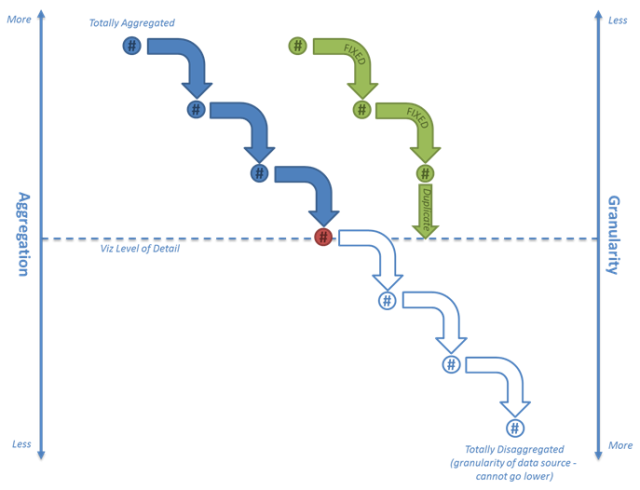 More
Less
Totally Aggregated
#
#
FIXED
#
#
FIXED
#
#
Duplicate
Aggregation
Granularity
Viz Level of Detail
#
#
#
#
Less
More
Totally Disaggregated
(granularity of data source -
cannot go lower)